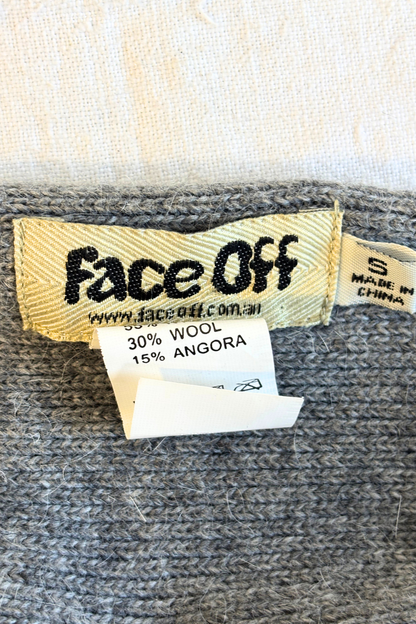 Face Off
www.faceoff.com.au
S
MADE IN
CHINA
30% WOOL
15% ANGORA